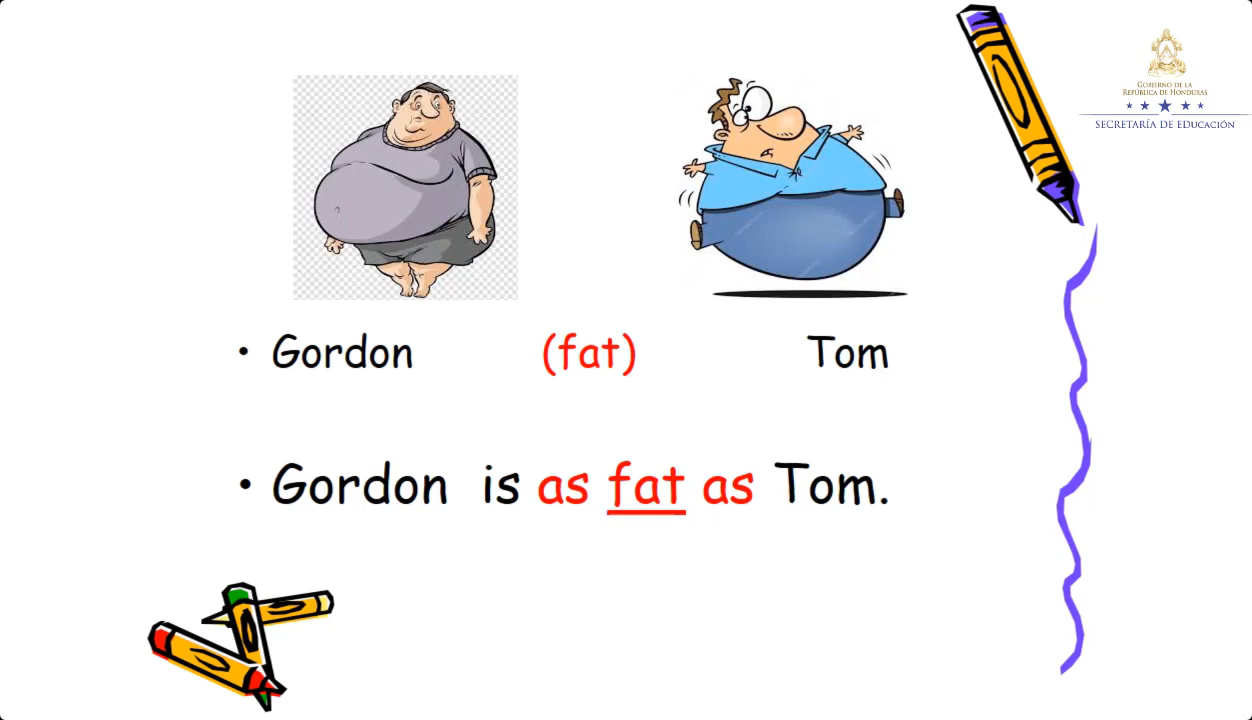 GOBIERNO DE LA
REPÚBLICA DE HONDURAS
SECRETARÍA DE EDUCACIÓN
• Gordon (fat) Tom
• Gordon is as fat as Tom.